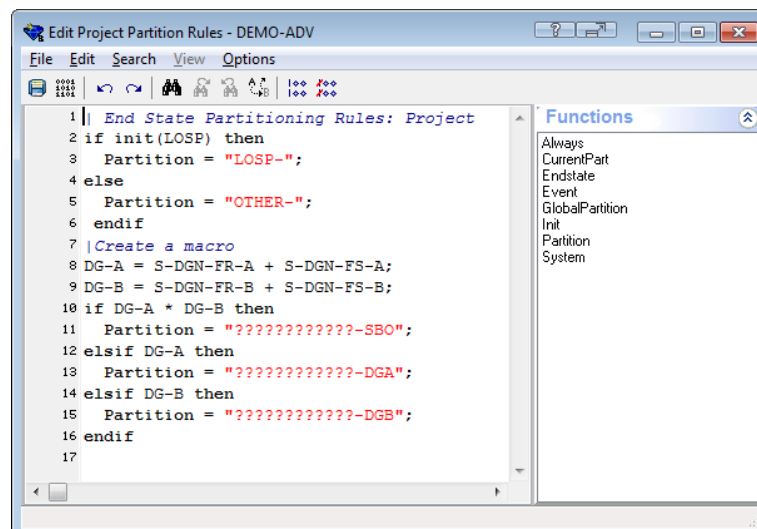 Edit Project Partition Rules - DEMO-ADV
File Edit Search View Options
1 | End State Partitioning Rules: Project
2 if init(LOSP) then
3 Partition = "LOSP-";
4 else
5 Partition = "OTHER-";
6 endif
7 |Create a macro
8 DG-A = S-DGN-FR-A + S-DGN-FS-A;
9 DG-B = S-DGN-FR-B + S-DGN-FS-B;
10 if DG-A * DG-B then
11 Partition = "????????????-SBO";
12 elsif DG-A then
13 Partition = "????????????-DGA";
14 elsif DG-B then
15 Partition = "????????????-DGB";
16 endif
17
Functions
Always
CurrentPart
Endstate
Event
GlobalPartition
Init
Partition
System